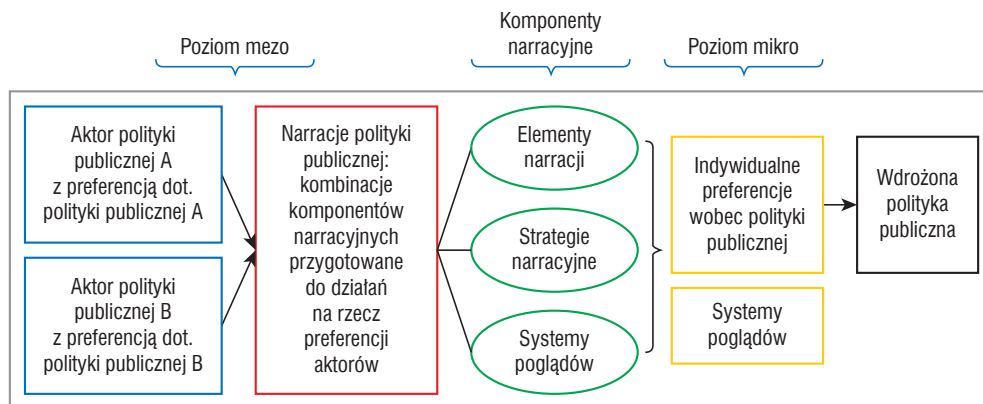 Poziom mezo
Komponenty
narracyjne
Poziom mikro
Aktor polityki
publicznej A
z preferencją dot.
polityki publicznej A
Aktor polityki
publicznej B
z preferencją dot.
polityki publicznej B
Narracje polityki
publicznej:
kombinacje
komponentów
narracyjnych
przygotowane
do działań
na rzecz
preferencji
aktorów
Elementy
narracji
Strategie
narracyjne
Systemy
poglądów
Indywidualne
preferencje
wobec polityki
publicznej
Systemy
poglądów
Wdrożona
polityka
publiczna